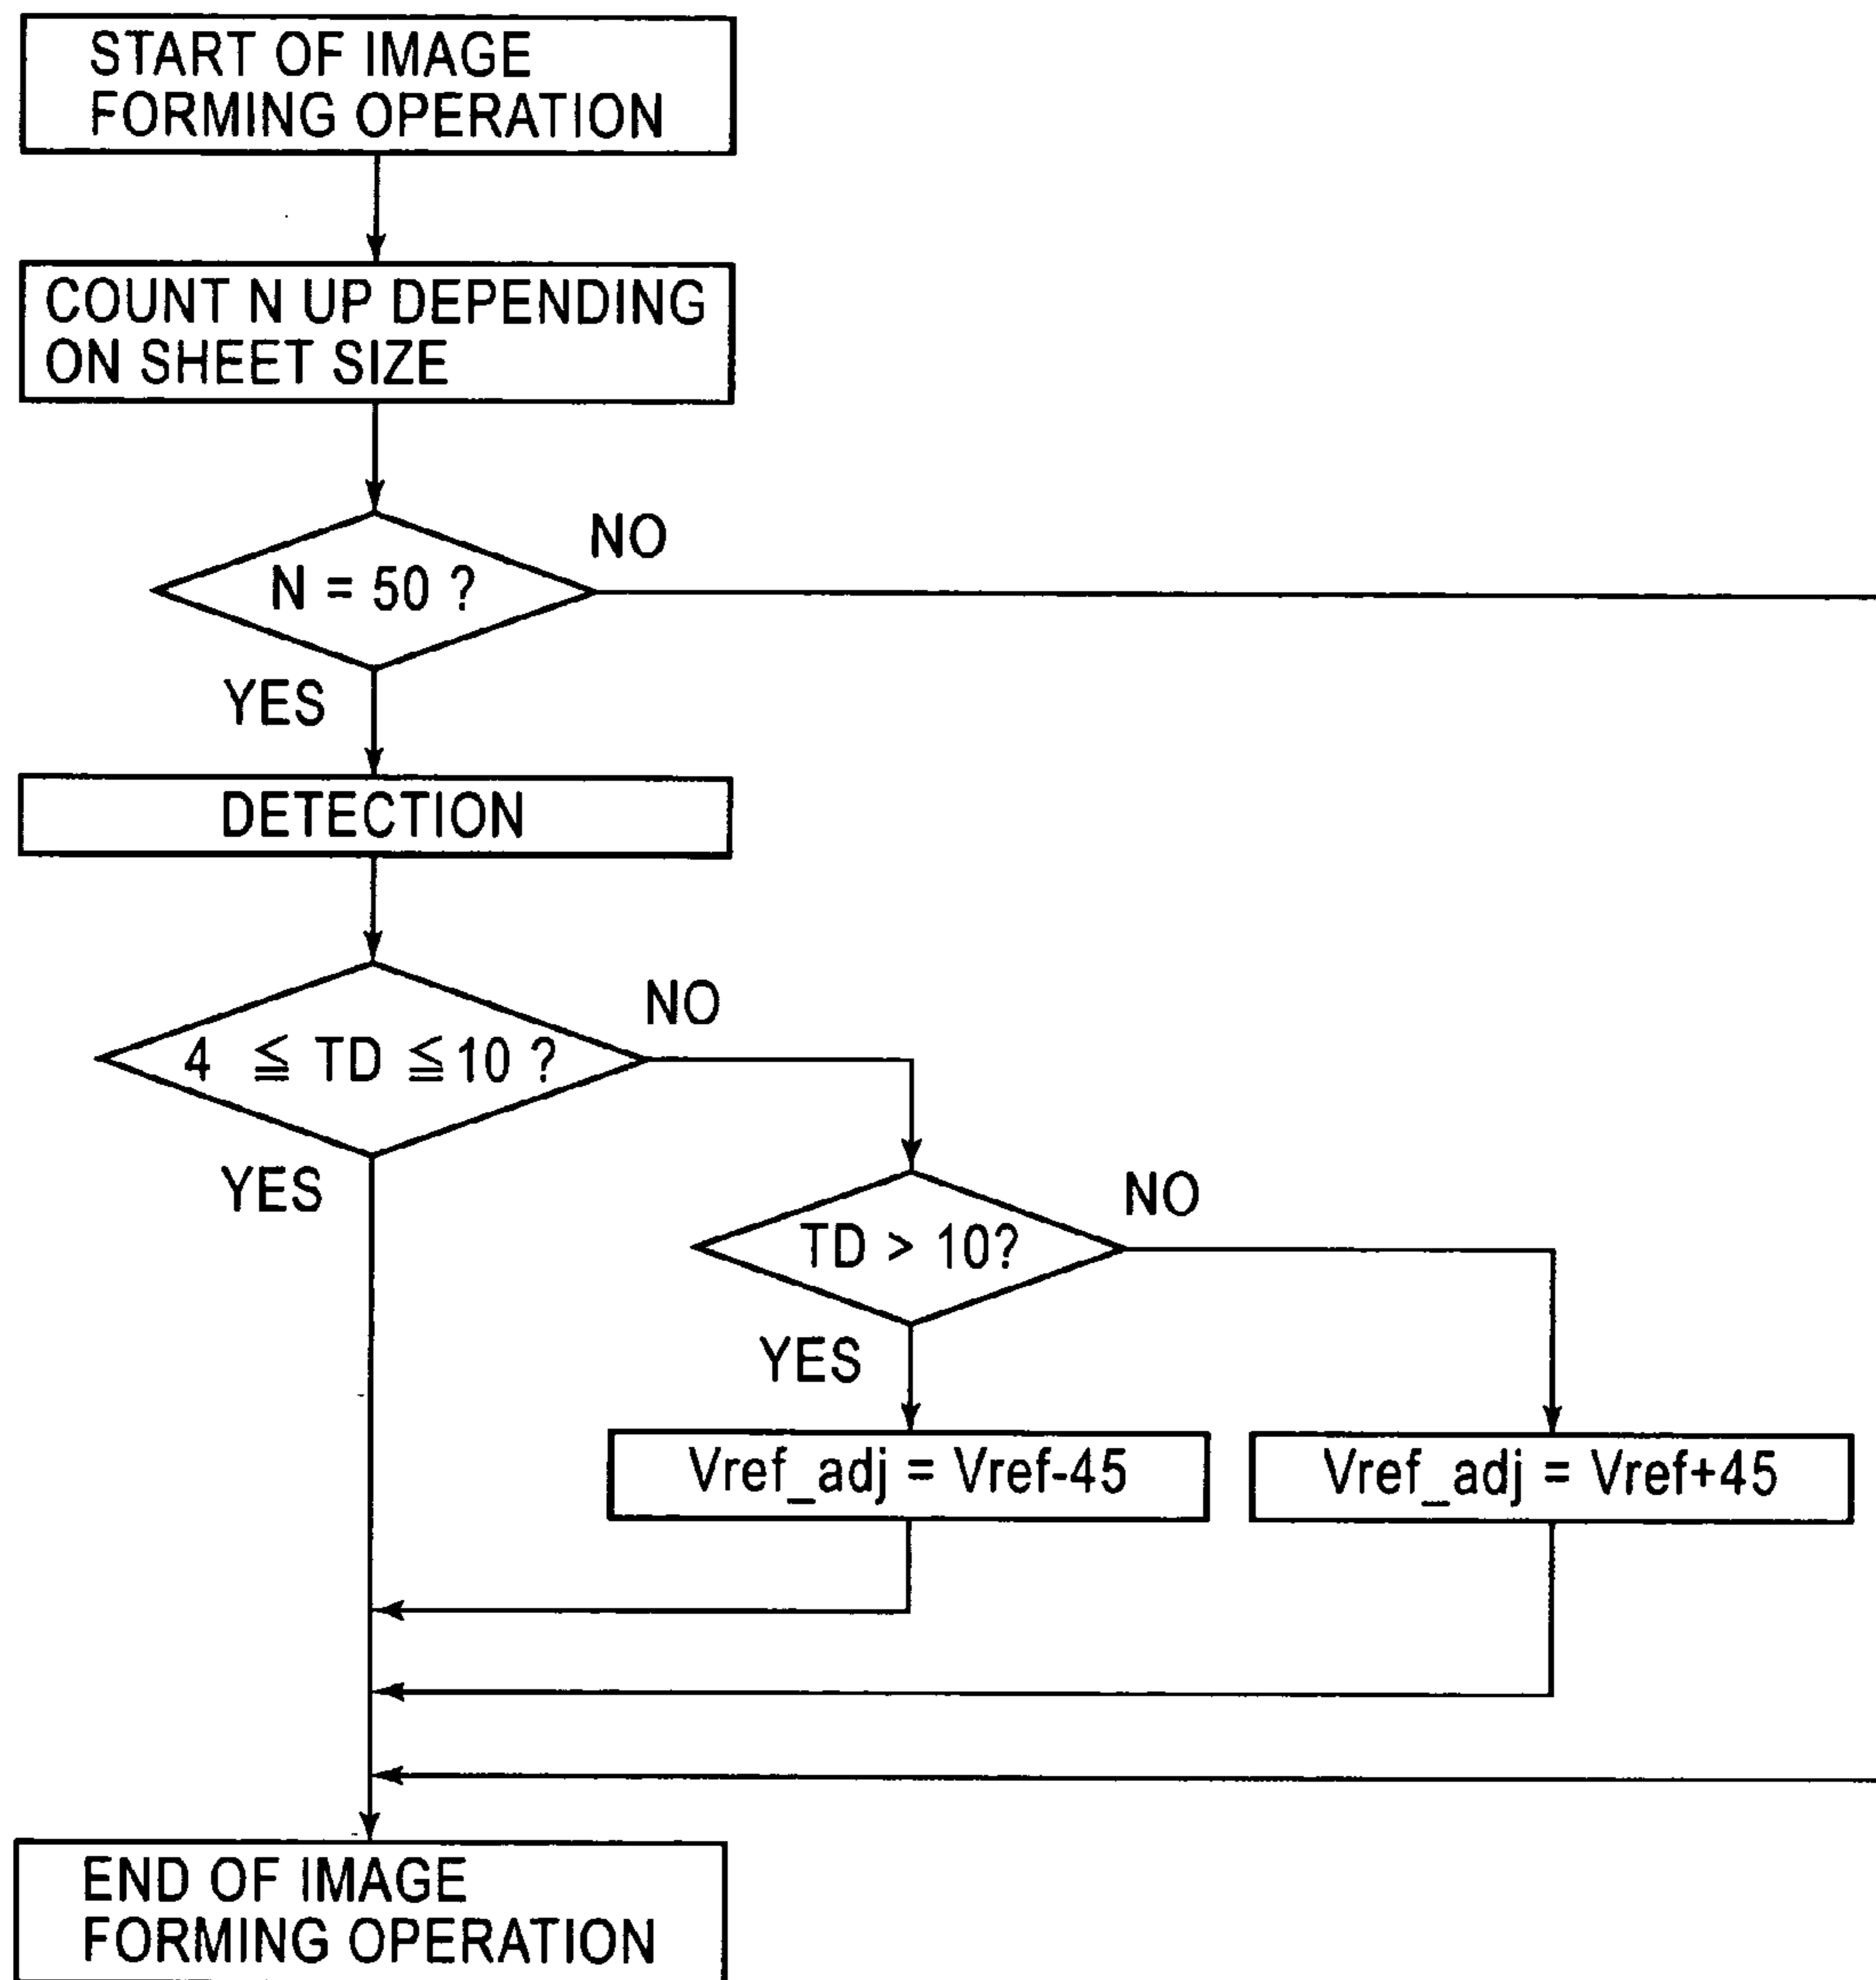 START OF IMAGE
FORMING OPERATION
COUNT N UP DEPENDING
ON SHEET SIZE
NO
N = 50 ?
YES
DETECTION
NO
4 ≦ TD ≦ 10 ?
YES
NO
TD > 10?
YES
Vref_adj = Vref-45
Vref_adj = Vref+45
END OF IMAGE
FORMING OPERATION